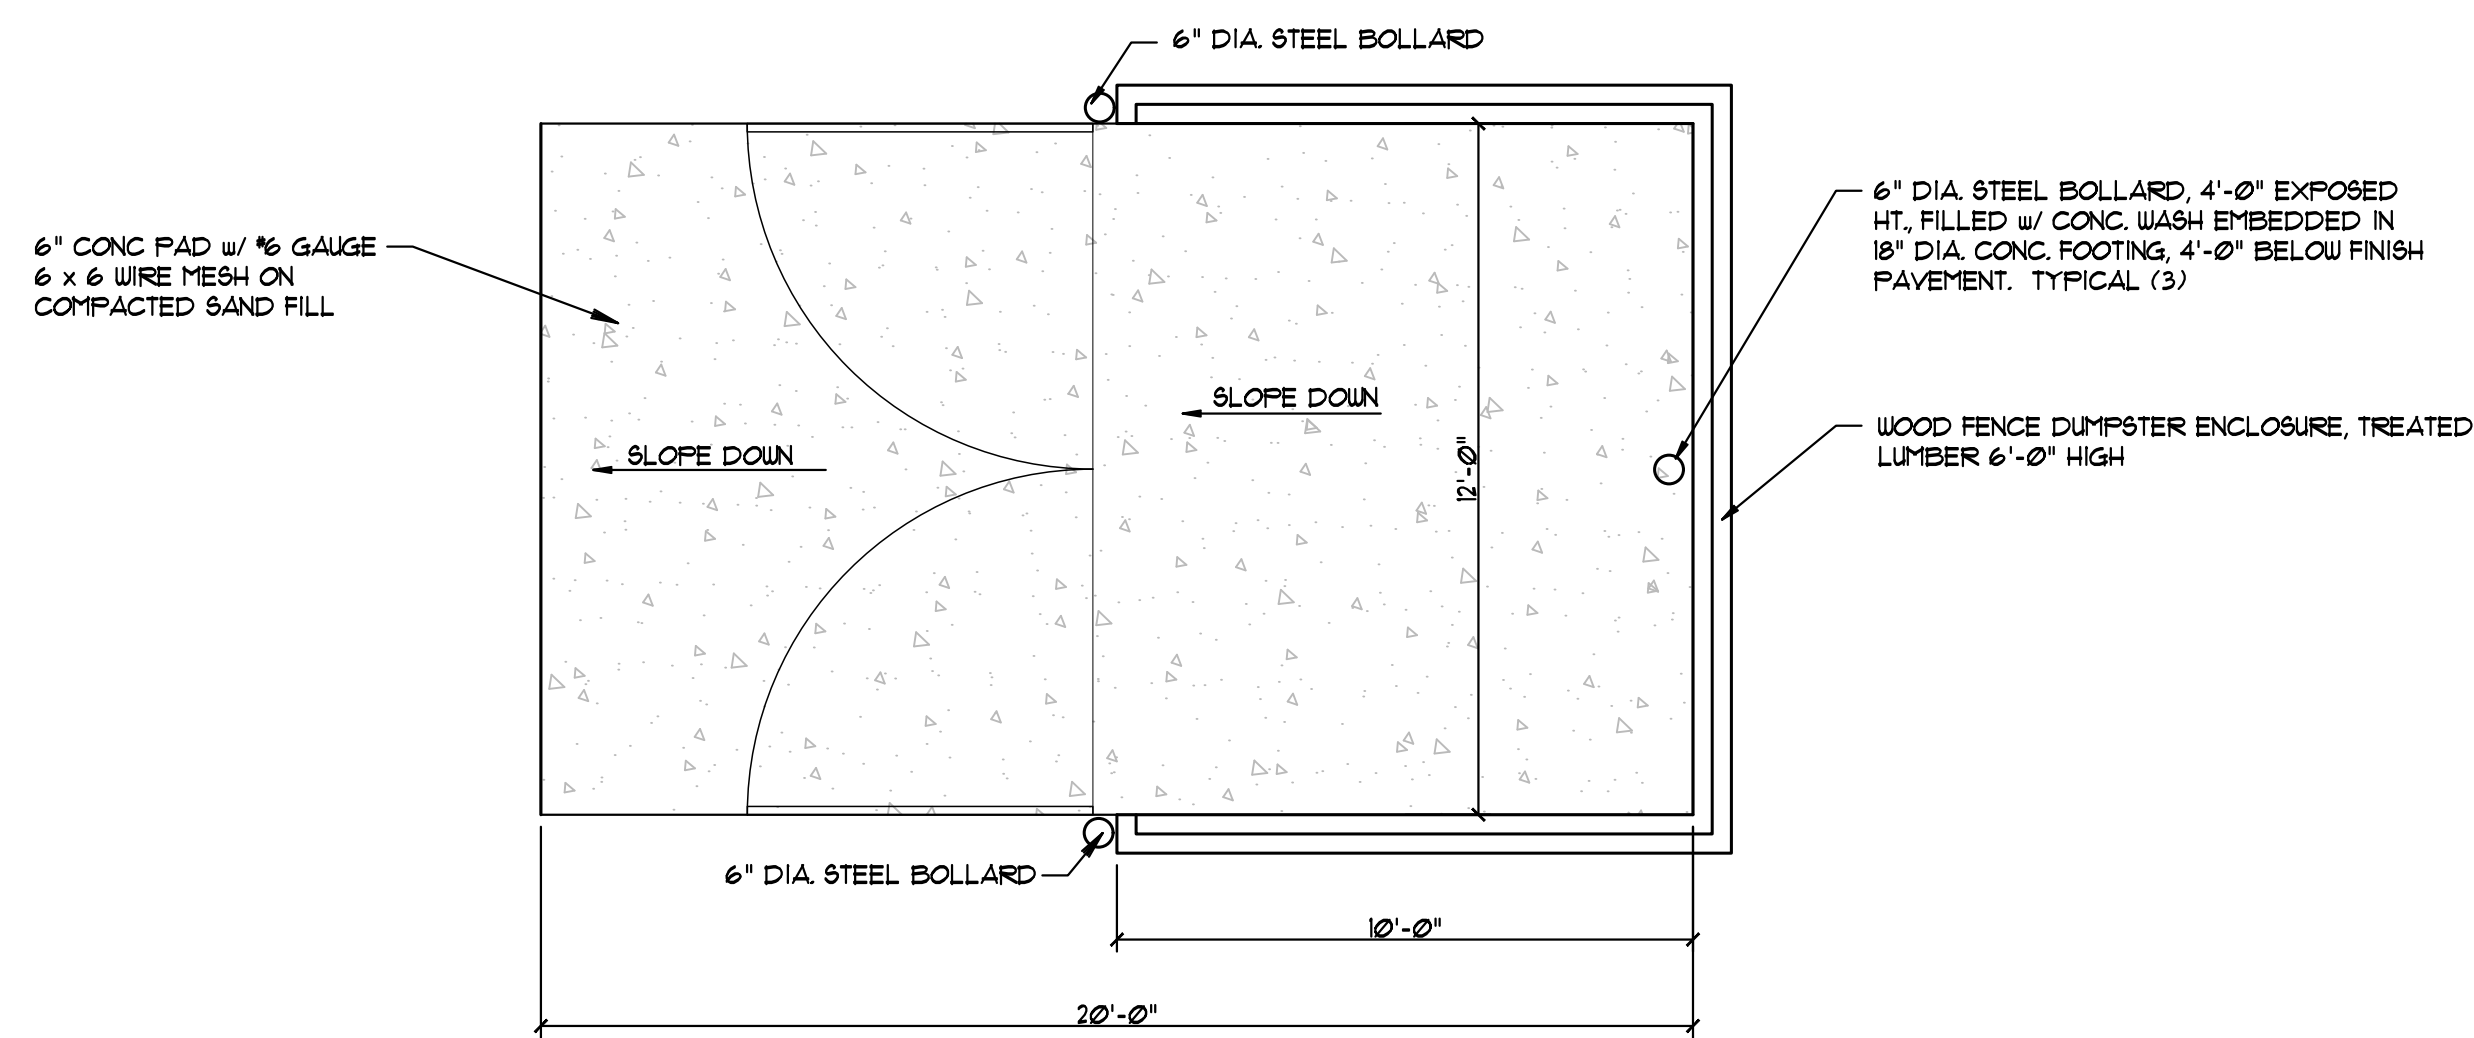 6" DIA. STEEL BOLLARD
6" DIA. STEEL BOLLARD, 4'-0" EXPOSED
HT., FILLED w/ CONC. WASH EMBEDDED IN
18" DIA. CONC. FOOTING, 4'-0" BELOW FINISH
PAVEMENT. TYPICAL (3)
6" CONC PAD w/ #6 GAUGE
6 x 6 WIRE MESH ON
COMPACTED SAND FILL
SLOPE DOWN
SLOPE DOWN
12'-0"
WOOD FENCE DUMPSTER ENCLOSURE, TREATED
LUMBER 6'-0" HIGH
6" DIA. STEEL BOLLARD
10'-0"
20'-0"